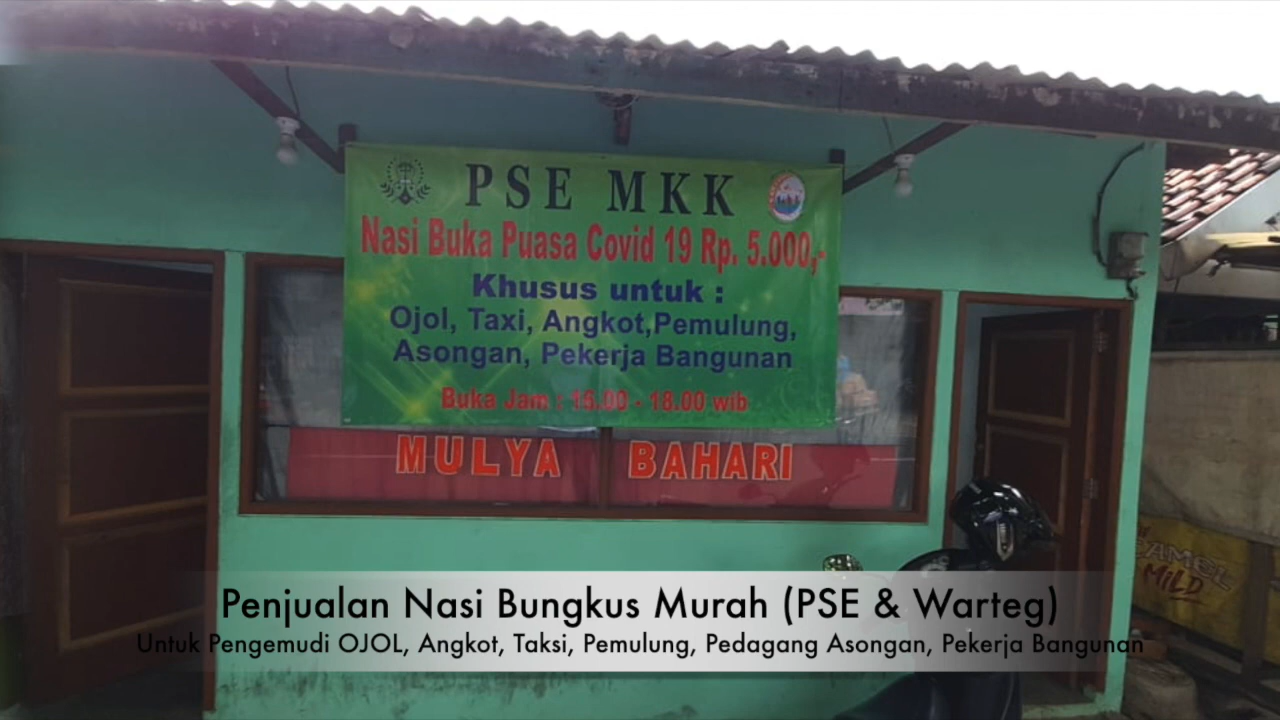 PSE MKK
Nasi Buka Puasa Covid 19 Rp. 5.000,-
Khusus untuk :
Ojol, Taxi, Angkot,Pemulung,
Asongan, Pekerja Bangunan
Buka Jam : 16.00 - 18.00 wib
MULYA BAHARI
CAMEL
MILD
Penjualan Nasi Bungkus Murah (PSE & Warteg)
Untuk Pengemudi OJOL, Angkot, Taksi, Pemulung, Pedagang Asongan, Pekerja Bangunan